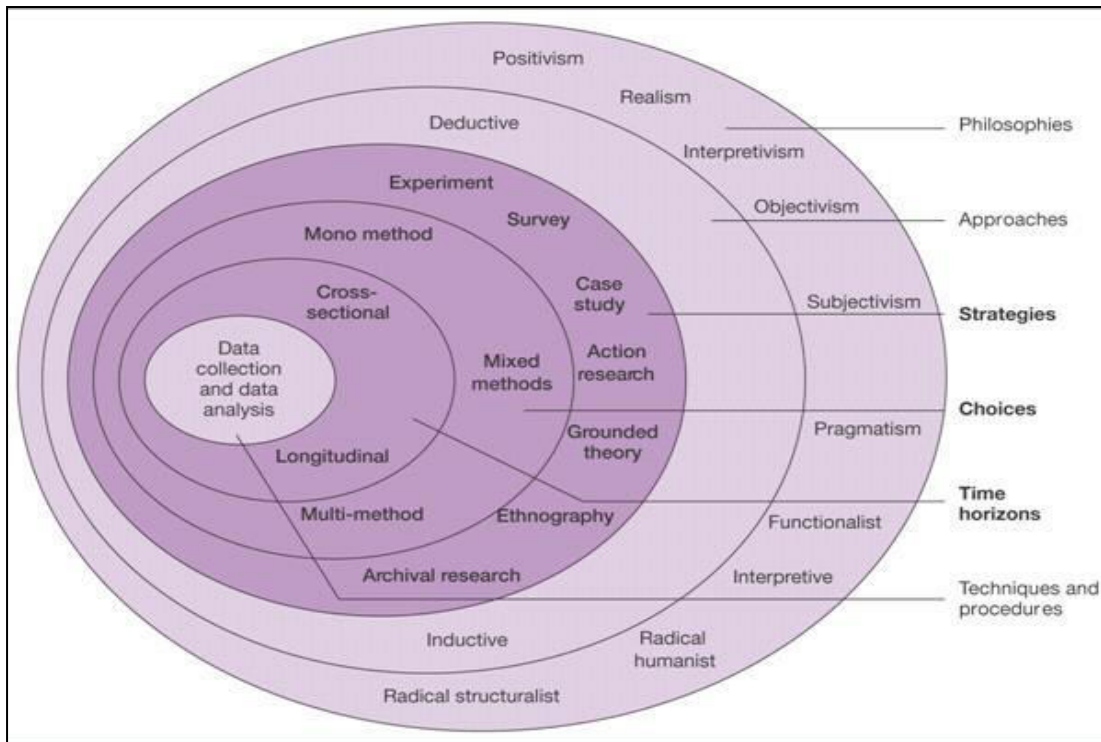 Positivism
Realism
Philosophies
Deductive
Interpretivism
Experiment
Objectivism
Survey
Approaches
Mono method
Case
study
Cross-
sectional
Subjectivism
Strategies
Data
collection
and data
analysis
Mixed
methods
Action
research
Choices
Pragmatism
Grounded
theory
Longitudinal
Time
horizons
Multi-method
Ethnography
Functionalist
Archival research
Interpretive
Techniques and
procedures
Inductive
Radical
humanist
Radical structuralist